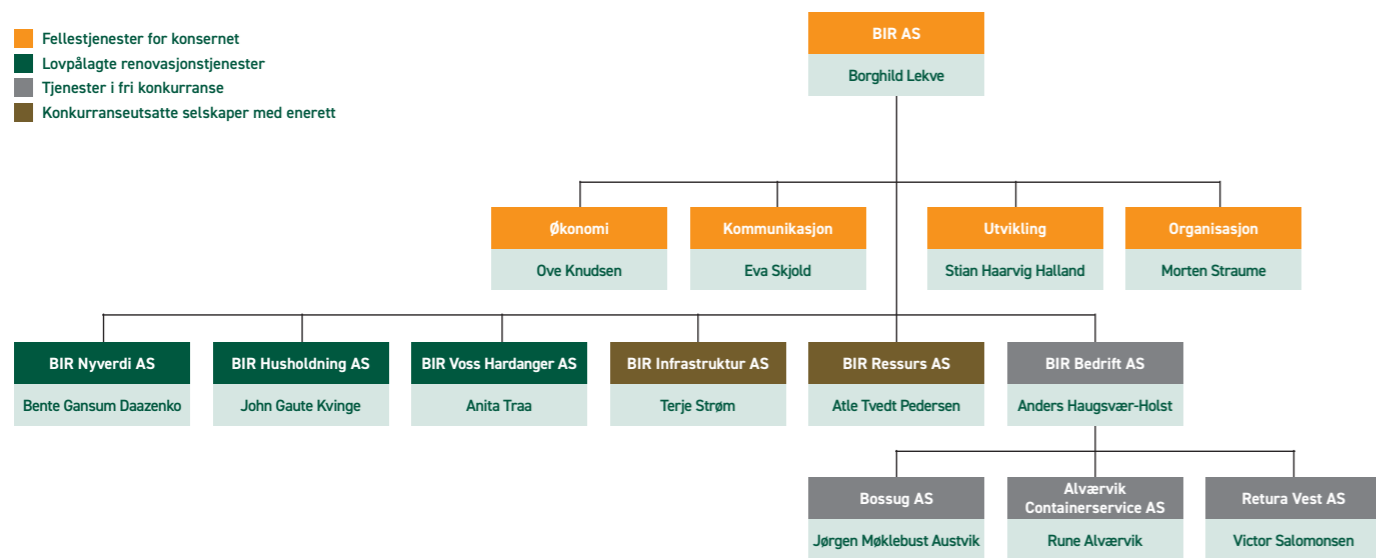 Fellestjenester for konsernet
Lovpålagte renovasjonstjenester
Tjenester i fri konkurranse
Konkurranseutsatte selskaper med enerett
BIR AS
Borghild Lekve
Økonomi
Ove Knudsen
Kommunikasjon
Eva Skjold
Utvikling
Stian Haarvig Halland
Organisasjon
Morten Straume
BIR Nyverdi AS
Bente Gansum Daazenko
BIR Husholdning AS
John Gaute Kvinge
BIR Voss Hardanger AS
Anita Traa
BIR Infrastruktur AS
Terje Strøm
BIR Ressurs AS
Atle Tvedt Pedersen
BIR Bedrift AS
Anders Haugsvær-Holst
Bossug AS
Jørgen Møklebust Austvik
Alværvik
Containerservice AS
Rune Alværvik
Retura Vest AS
Victor Salomonsen